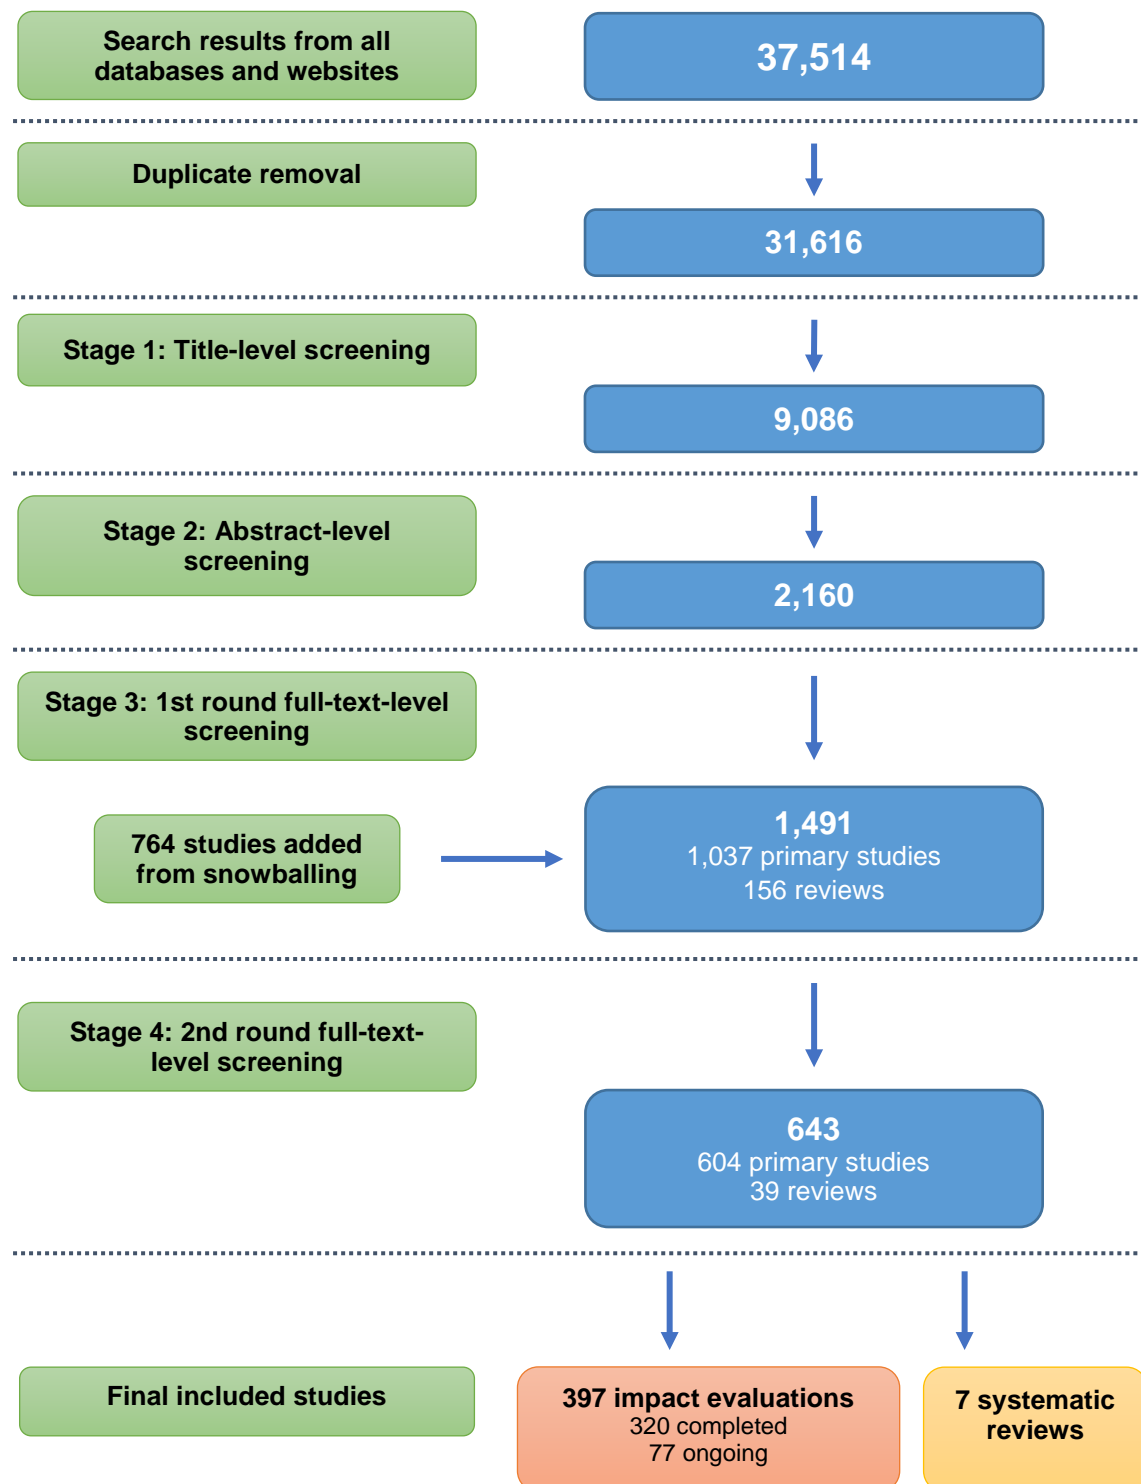 Search results from all
databases and websites
37,514
Duplicate removal
31,616
Stage 1: Title-level screening
9,086
Stage 2: Abstract-level
screening
2,160
Stage 3: 1st round full-text-level
screening
764 studies added
from snowballing
1,491
1,037 primary studies
156 reviews
Stage 4: 2nd round full-text-
level screening
643
604 primary studies
39 reviews
Final included studies
397 impact evaluations
320 completed
77 ongoing
7 systematic
reviews